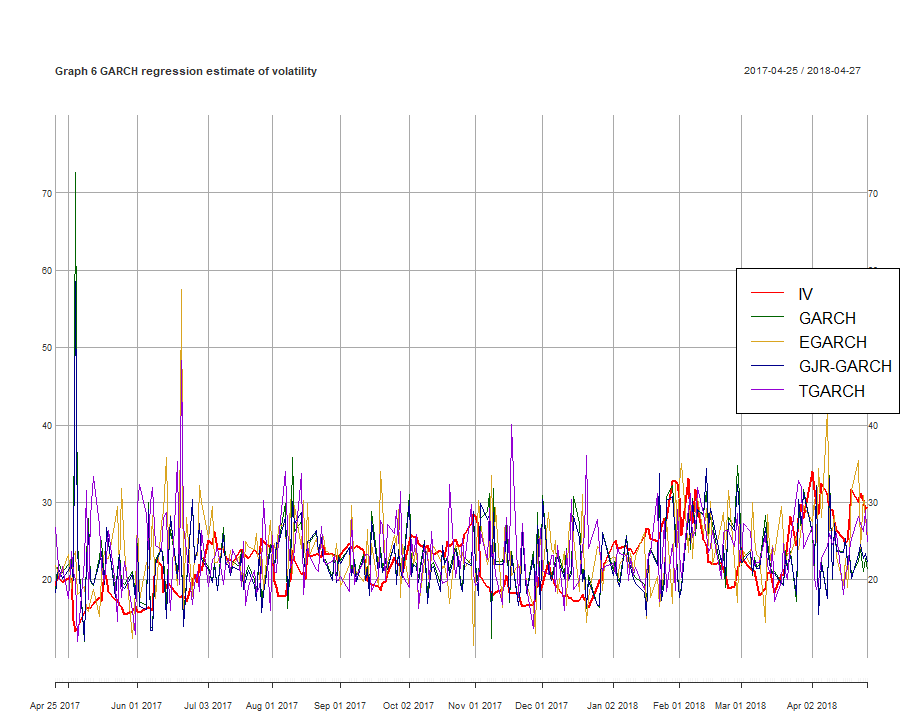 Graph 6 GARCH regression estimate of volatility
2017-04-25 / 2018-04-27
70 70
60 60
IV
GARCH
50
EGARCH
GJR-GARCH
TGARCH
40 40
30 30
20 20
Apr 25 2017 Jun 01 2017 Jul 03 2017 Aug 01 2017 Sep 01 2017 Oct 02 2017 Nov 01 2017 Dec 01 2017 Jan 02 2018 Feb 01 2018 Mar 01 2018 Apr 02 2018